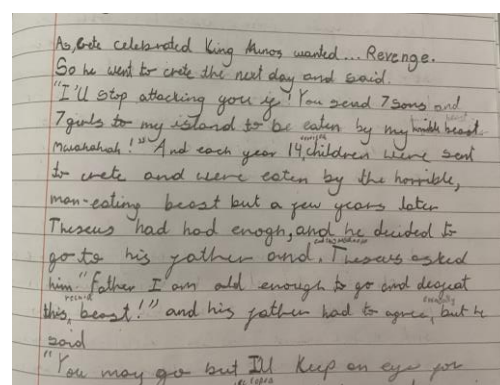 As, Crete celebrated King Minos wanted... Revenge.
So he went to crete the next day and said.
"I'll stop attacking you if! You send 7 sons and
7 girls to my island to be eaten by my horrible beast
Mwahahah!" And each year 14, children were sent
to crete and were eaten by the horrible,
man-eating beast but a few years later
Theseus had had enogh, and he decided to
go to his father and, Theseus asked
him "Father I am old enough to go and defeat
this, beast!" and his father had to agree, but he
said
"You may go but I'll keep an eye for